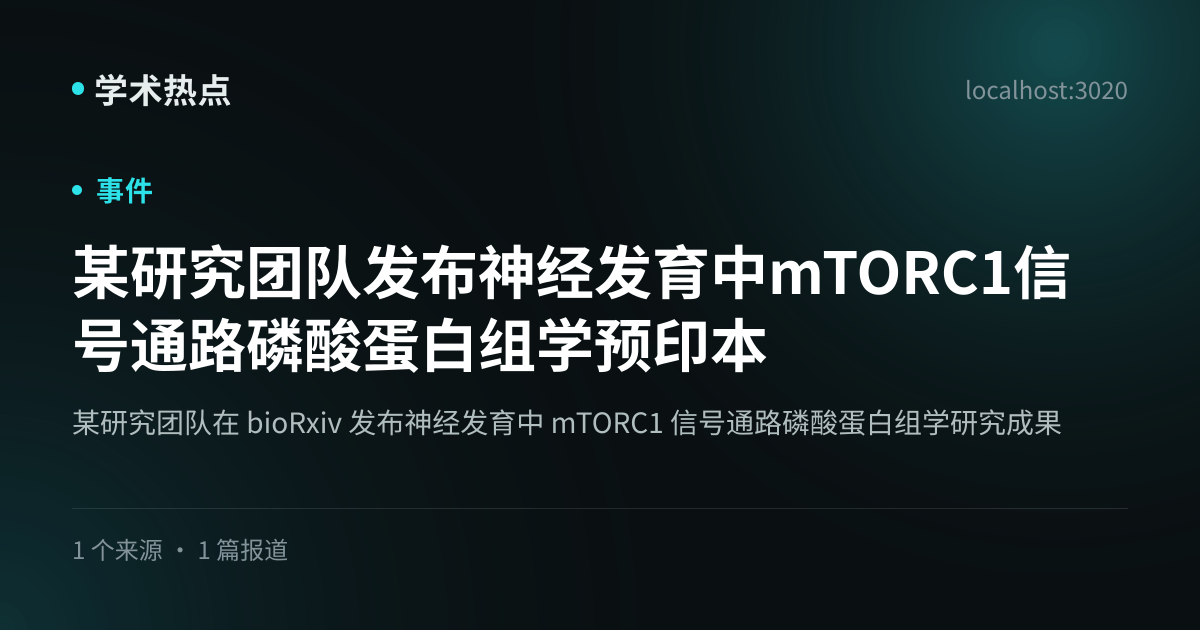 学术热点
localhost:3020
事件
某研究团队发布神经发育中mTORC1信
号通路磷酸蛋白组学预印本
某研究团队在 bioRxiv 发布神经发育中 mTORC1 信号通路磷酸蛋白组学研究成果
1 个来源 · 1 篇报道